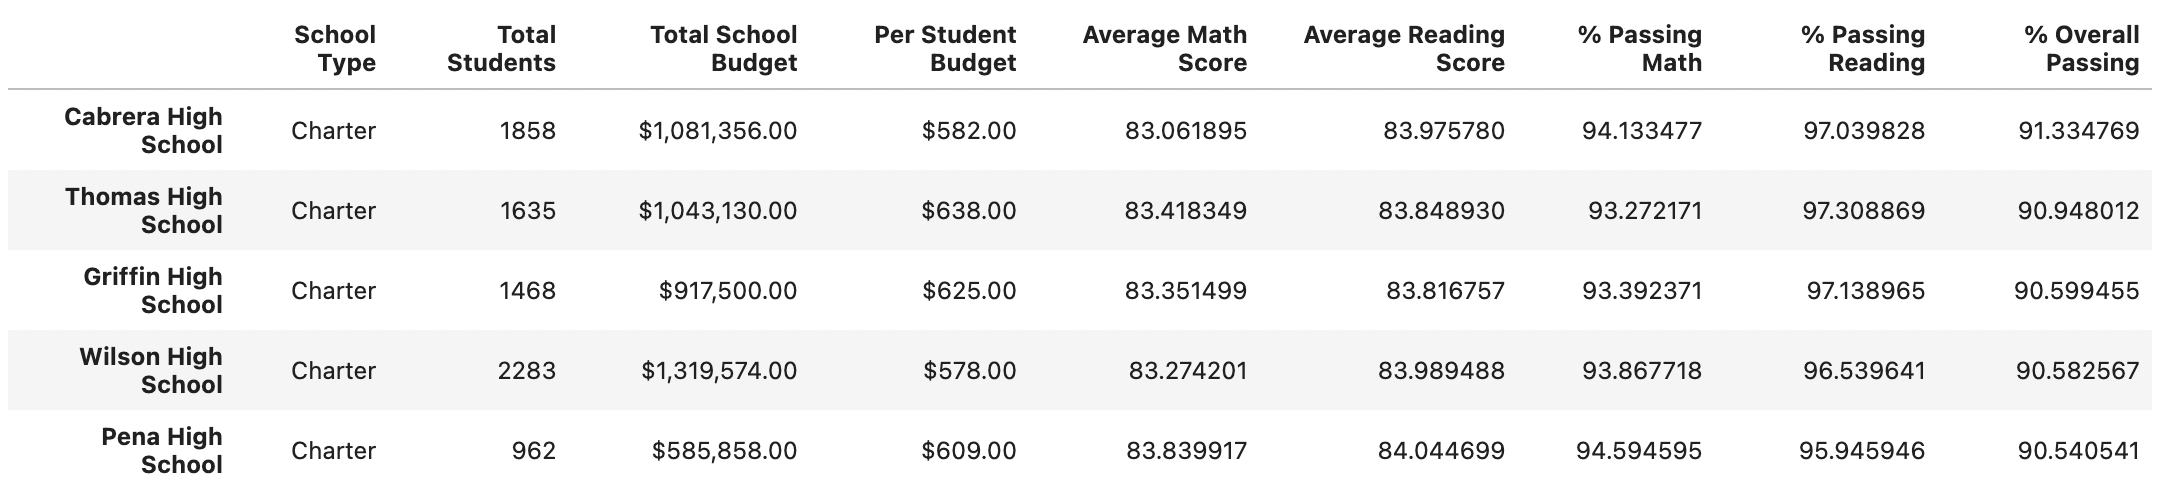 School Type Total Students Total School Budget Per Student Budget Average Math Score Average Reading Score % Passing Math % Passing Reading % Overall Passing
Cabrera High School Charter 1858 $1,081,356.00 $582.00 83.061895 83.975780 94.133477 97.039828 91.334769
Thomas High School Charter 1635 $1,043,130.00 $638.00 83.418349 83.848930 93.272171 97.308869 90.948012
Griffin High School Charter 1468 $917,500.00 $625.00 83.351499 83.816757 93.392371 97.138965 90.599455
Wilson High School Charter 2283 $1,319,574.00 $578.00 83.274201 83.989488 93.867718 96.539641 90.582567
Pena High School Charter 962 $585,858.00 $609.00 83.839917 84.044699 94.594595 95.945946 90.540541